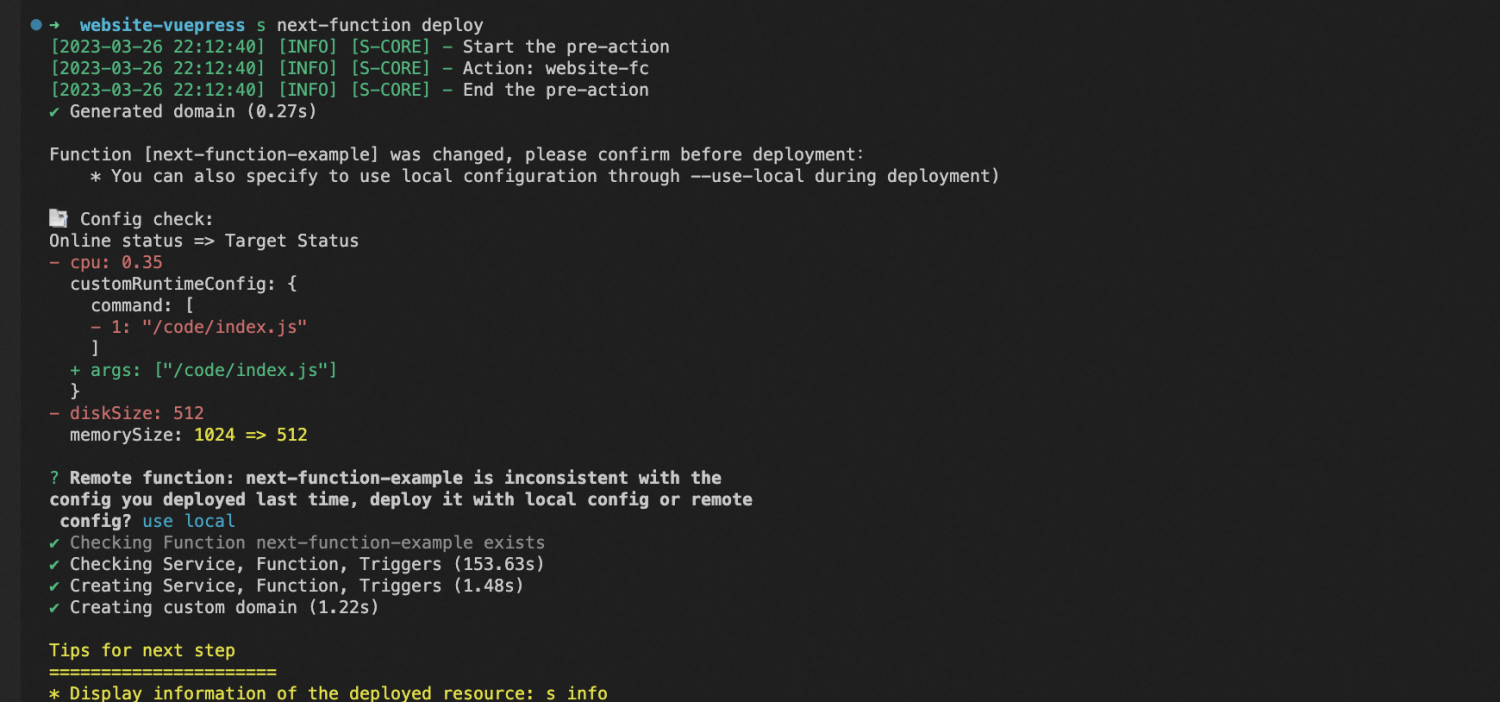 ➜ website-vuepress s next-function deploy
[2023-03-26 22:12:40] [INFO] [S-CORE] - Start the pre-action
[2023-03-26 22:12:40] [INFO] [S-CORE] - Action: website-fc
[2023-03-26 22:12:40] [INFO] [S-CORE] - End the pre-action
✔ Generated domain (0.27s)
Function [next-function-example] was changed, please confirm before deployment:
* You can also specify to use local configuration through --use-local during deployment)
Config check:
Online status => Target Status
- cpu: 0.35
customRuntimeConfig: {
command: [
- 1: "/code/index.js"
]
+ args: ["/code/index.js"]
}
- diskSize: 512
memorySize: 1024 => 512
? Remote function: next-function-example is inconsistent with the
config you deployed last time, deploy it with local config or remote
config? use local
✔ Checking Function next-function-example exists
✔ Checking Service, Function, Triggers (153.63s)
✔ Creating Service, Function, Triggers (1.48s)
✔ Creating custom domain (1.22s)
Tips for next step
======================
* Display information of the deployed resource: s info